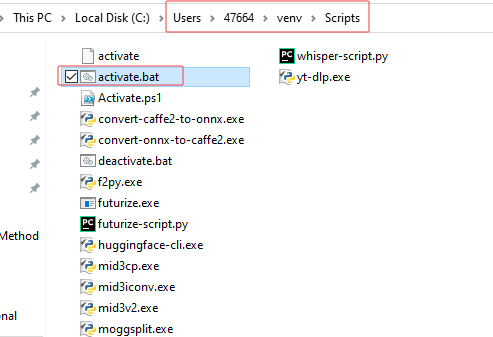 This PC > Local Disk (C:) > Users > 47664 > venv > Scripts
activate
activate.bat
Activate.ps1
convert-caffe2-to-onnx.exe
convert-onnx-to-caffe2.exe
deactivate.bat
f2py.exe
futurize.exe
futurize-script.py
huggingface-cli.exe
mid3cp.exe
mid3iconv.exe
mid3v2.exe
moggsplit.exe
whisper-script.py
yt-dlp.exe
Method
onal